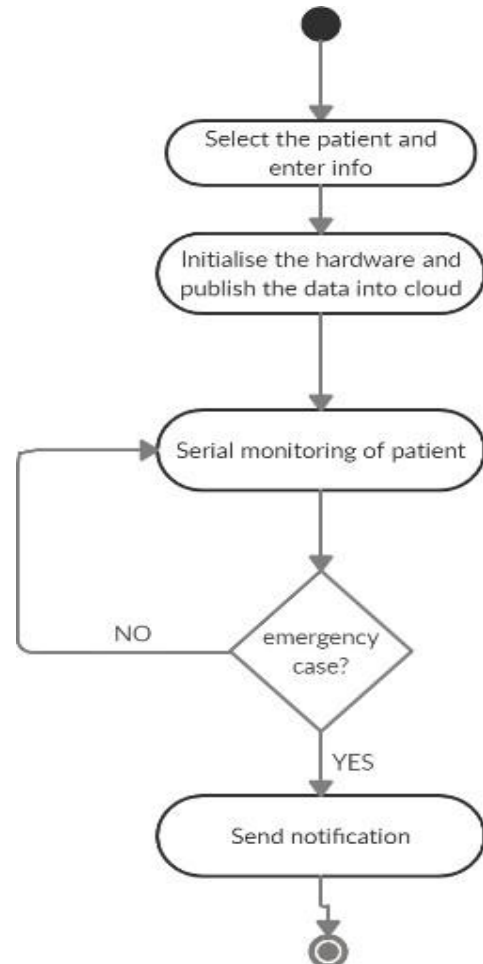 Select the patient and
enter info
Initialise the hardware and
publish the data into cloud
Serial monitoring of patient
NO
emergency
case?
YES
Send notification